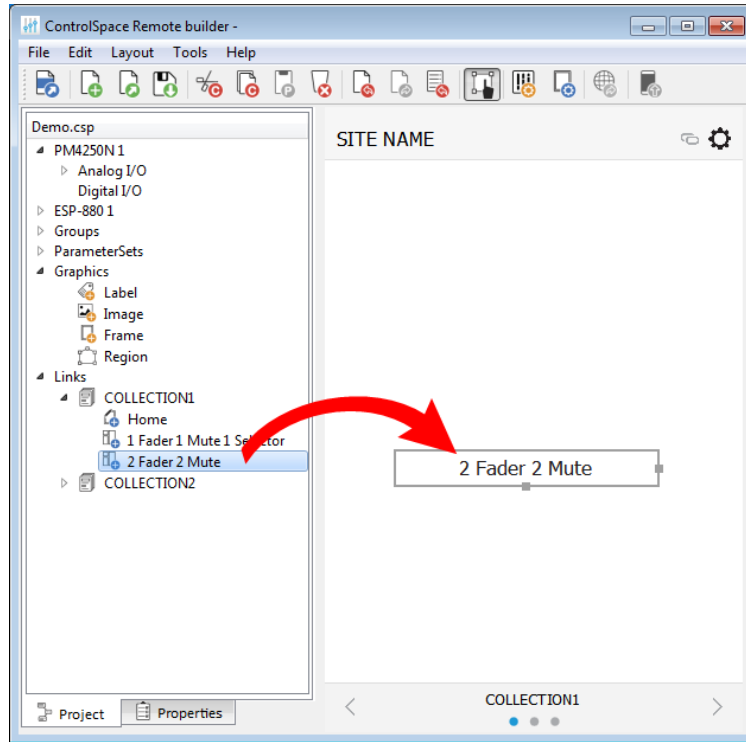 ControlSpace Remote builder -
File Edit Layout Tools Help
Demo.csp
PM4250N 1
Analog I/O
Digital I/O
ESP-880 1
Groups
ParameterSets
Graphics
Label
Image
Frame
Region
Links
COLLECTION1
Home
1 Fader 1 Mute 1 Selector
2 Fader 2 Mute
COLLECTION2
Project Properties
SITE NAME
2 Fader 2 Mute
COLLECTION1